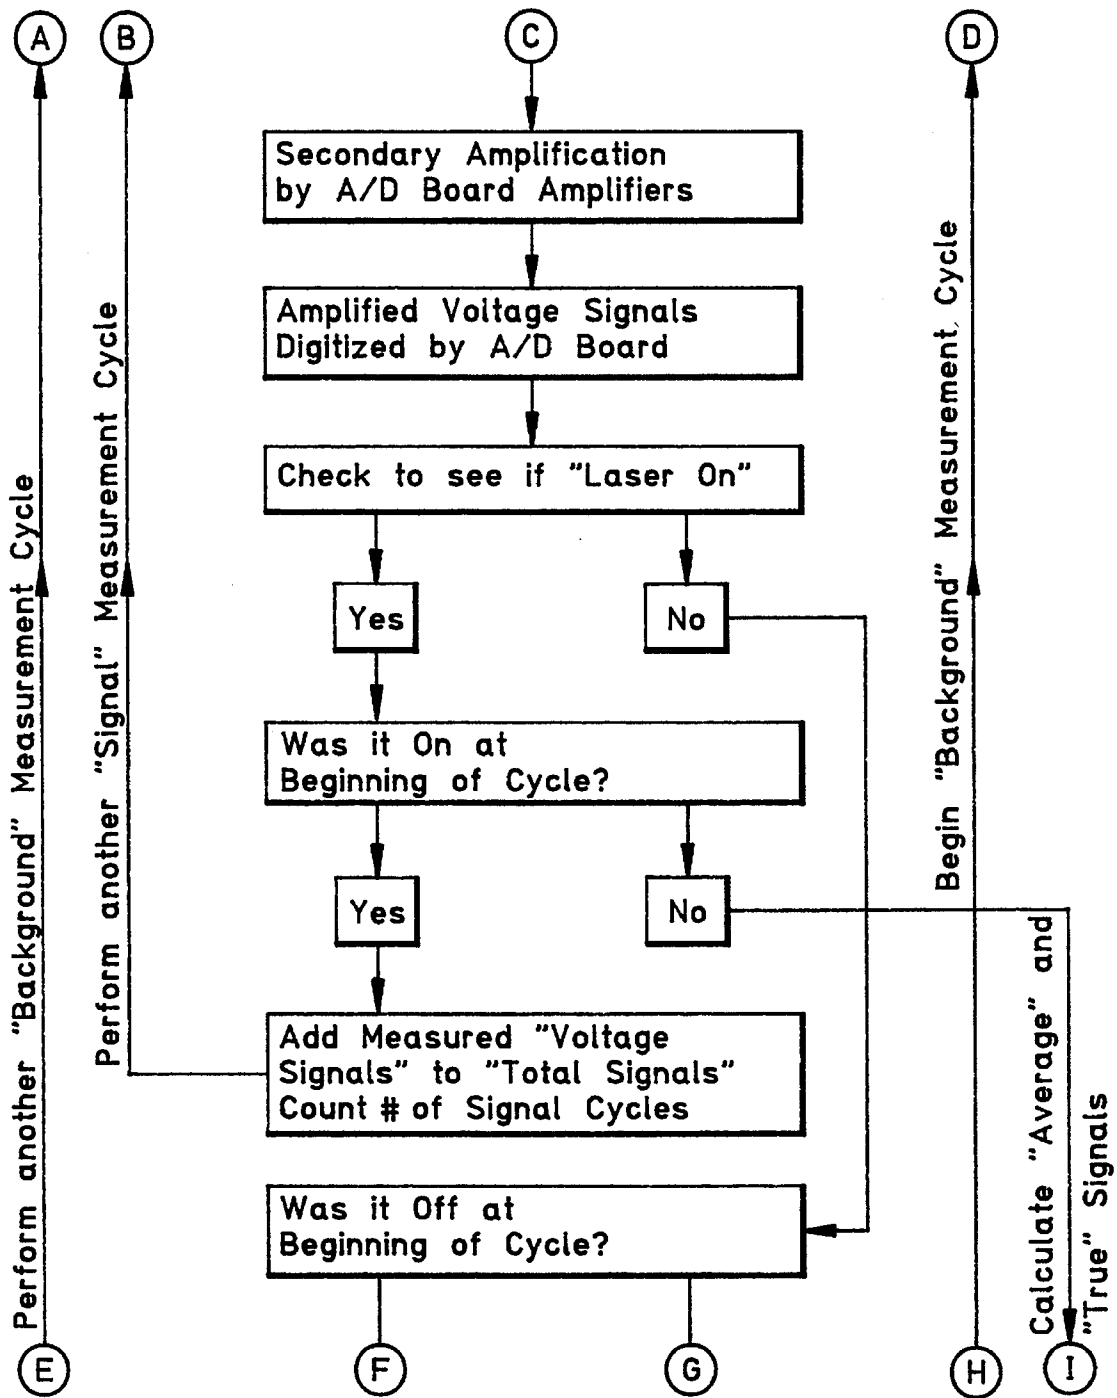 A
B
C
D
Secondary Amplification
by A/D Board Amplifiers
Amplified Voltage Signals
Digitized by A/D Board
Check to see if "Laser On"
Yes
No
Was it On at
Beginning of Cycle?
Yes
No
Add Measured "Voltage
Signals" to "Total Signals"
Count # of Signal Cycles
Was it Off at
Beginning of Cycle?
Perform another "Background" Measurement Cycle
Perform another "Signal" Measurement Cycle
Begin "Background" Measurement Cycle
Calculate "Average" and
"True" Signals
E
F
G
H
I